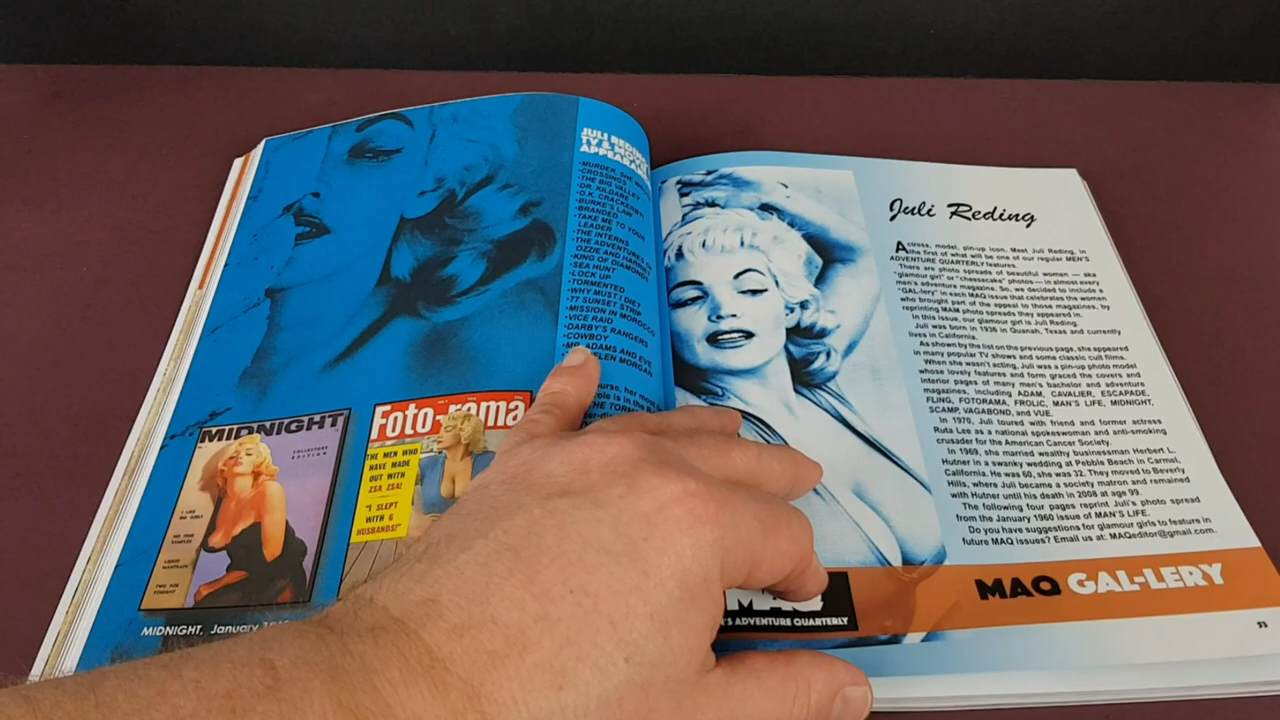 JULI REDING
TV & MOVIE
•MURDER, SHE
CROSSINGS
•THE BIG VALLEY
•DR. KILDARE
•O.K. CRACKERBY!
•BURKE'S LAW
•BRANDED
•TAKE ME TO YOUR
LEADER
•THE INTERNS
•THE ADVENTURES OF
OZZIE AND
•KING OF DIAMONDS
•SEA HUNT
•LOCK UP
•TORMENTED
•WHY MUST I DIE?
•77 SUNSET STRIP
•MISSION IN MOROCCO
•VICE RAID
•DARBY'S RANGERS
•COWBOY
ADAMS AND EVE
HELEN MORGAN
her most
role is in the
THE
MIDNIGHT
COLLECTORS
EDITION
I LIKE
BIG GIRLS
NO FREE
SAMPLES
TWO FOR
TONIGHT
MIDNIGHT, January
Foto-rama
THE MEN WHO
HAVE MADE
OUT WITH
ZSA ZSA!
"I SLEPT
WITH 6
HUSBANDS!"
Juli Reding
Actress, model, pin-up icon. Meet Juli Reding, in
the first of what will be one of our regular MEN'S
ADVENTURE QUARTERLY features.
There are photo spreads of beautiful women — aka
"glamour girl" or "cheesecake" photos — in almost every
men's adventure magazine. So, we decided to include a
"GAL-lery" in each MAQ issue that celebrates the women
who brought part of the appeal to those magazines, by
reprinting MAM photo spreads they appeared in.
In this issue, our glamour girl is Juli Reding.
Juli was born in 1936 in Quanah, Texas and currently
lives in California.
As shown by the list on the previous page, she appeared
in many popular TV shows and some classic cult films.
When she wasn't acting, Juli was a pin-up photo model
whose lovely features and form graced the covers and
interior pages of many men's bachelor and adventure
magazines, including ADAM, CAVALIER, ESCAPADE,
FLING, FOTORAMA, FROLIC, MAN'S LIFE, MIDNIGHT,
SCAMP, VAGABOND, and VUE.
In 1970, Juli toured with friend and former actress
Ruta Lee as a national spokeswoman and anti-smoking
crusader for the American Cancer Society.
In 1969, she married wealthy businessman Herbert L.
Hutner in a swanky wedding at Pebble Beach in Carmel,
California. He was 60, she was 32. They moved to Beverly
Hills, where Juli became a society matron and remained
with Hutner until his death in 2008 at age 99.
The following four pages reprint Juli's photo spread
from the January 1960 issue of MAN'S LIFE.
Do you have suggestions for glamour girls to feature in
future MAQ issues? Email us at: MAQeditor@gmail.com.
MAQ GAL-LERY
MAQ
ADVENTURE QUARTERLY
53